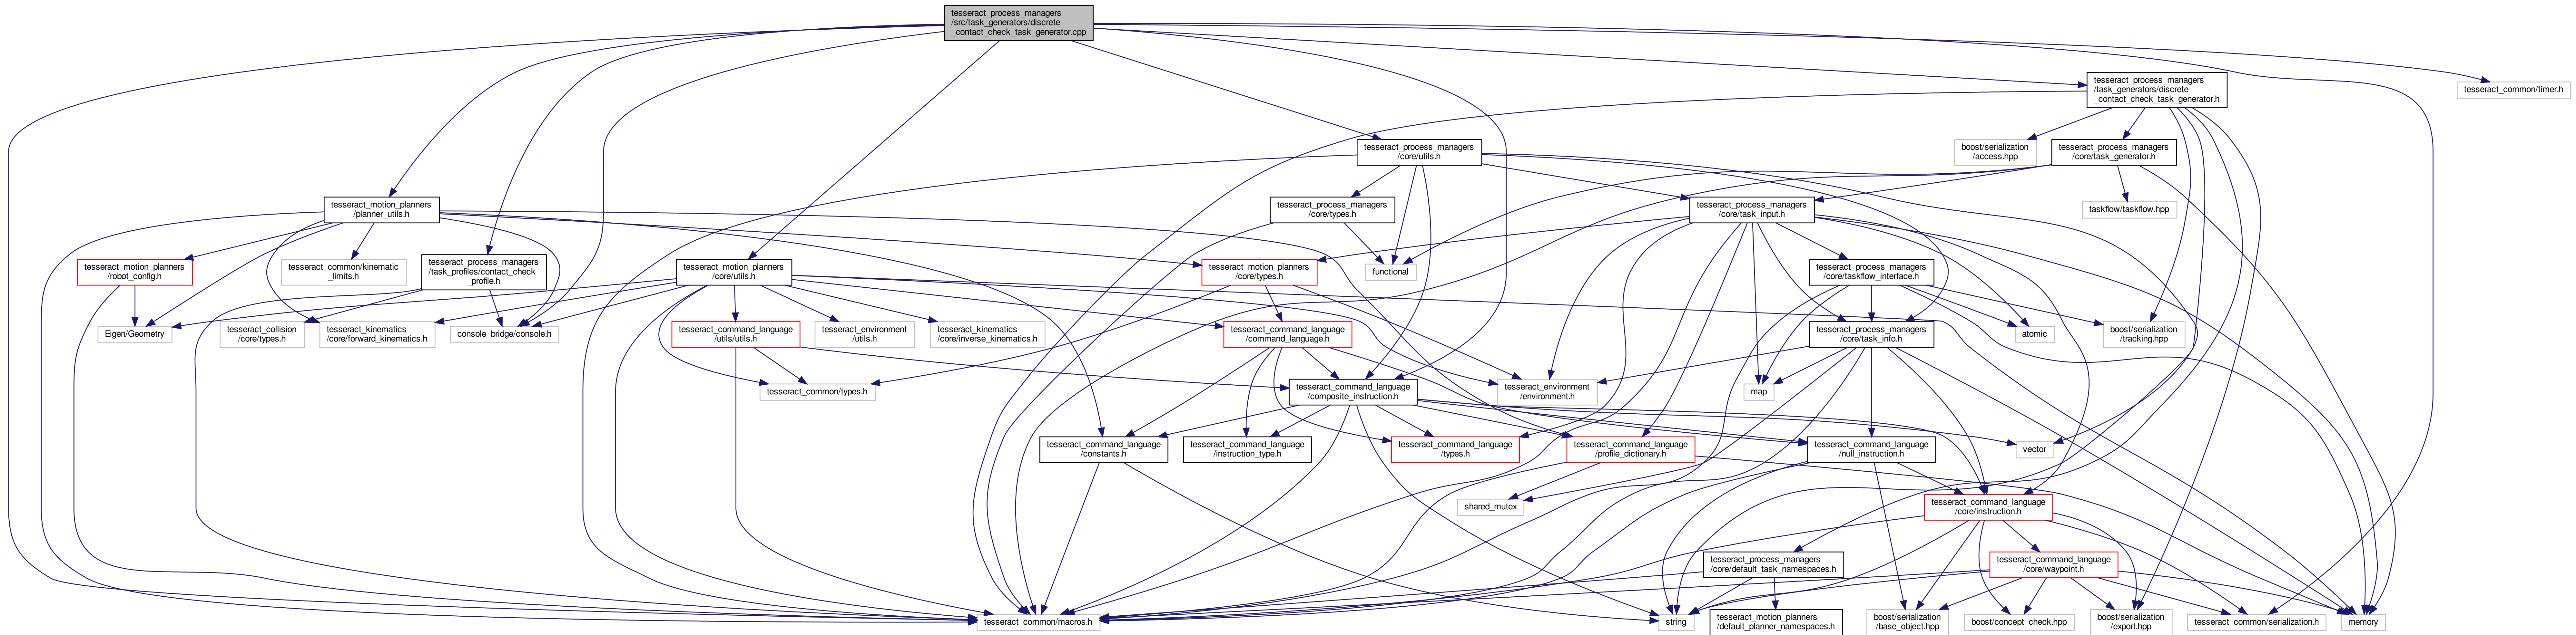 tesseract_process_managers
/src/task_generators/discrete
_contact_check_task_generator.cpp
tesseract_process_managers
/task_generators/discrete
_contact_check_task_generator.h
tesseract_common/timer.h
tesseract_process_managers
/core/utils.h
boost/serialization
/access.hpp
tesseract_process_managers
/core/task_generator.h
tesseract_motion_planners
/planner_utils.h
tesseract_process_managers
/core/types.h
tesseract_process_managers
/core/task_input.h
taskflow/taskflow.hpp
tesseract_motion_planners
/robot_config.h
tesseract_common/kinematic
_limits.h
tesseract_process_managers
/task_profiles/contact_check
_profile.h
tesseract_motion_planners
/core/utils.h
tesseract_motion_planners
/core/types.h
functional
tesseract_process_managers
/core/taskflow_interface.h
Eigen/Geometry
tesseract_collision
/core/types.h
tesseract_kinematics
/core/forward_kinematics.h
console_bridge/console.h
tesseract_command_language
/utils/utils.h
tesseract_environment
/utils.h
tesseract_kinematics
/core/inverse_kinematics.h
tesseract_command_language
/command_language.h
tesseract_process_managers
/core/task_info.h
atomic
boost/serialization
/tracking.hpp
tesseract_common/types.h
tesseract_command_language
/composite_instruction.h
tesseract_environment
/environment.h
map
tesseract_command_language
/constants.h
tesseract_command_language
/instruction_type.h
tesseract_command_language
/types.h
tesseract_command_language
/profile_dictionary.h
tesseract_command_language
/null_instruction.h
vector
shared_mutex
tesseract_command_language
/core/instruction.h
tesseract_process_managers
/core/default_task_namespaces.h
tesseract_command_language
/core/waypoint.h
tesseract_common/macros.h
string
tesseract_motion_planners
/default_planner_namespaces.h
boost/serialization
/base_object.hpp
boost/concept_check.hpp
boost/serialization
/export.hpp
tesseract_common/serialization.h
memory